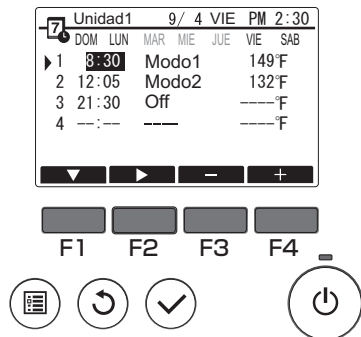 7 Unidad1 9/ 4 VIE PM 2:30
DOM LUN MAR MIE JUE VIE SAB
1 8:30 Modo1 149°F
2 12:05 Modo2 132°F
3 21:30 Off ----°F
4 --:-- ---- ----°F
F1 F2 F3 F4